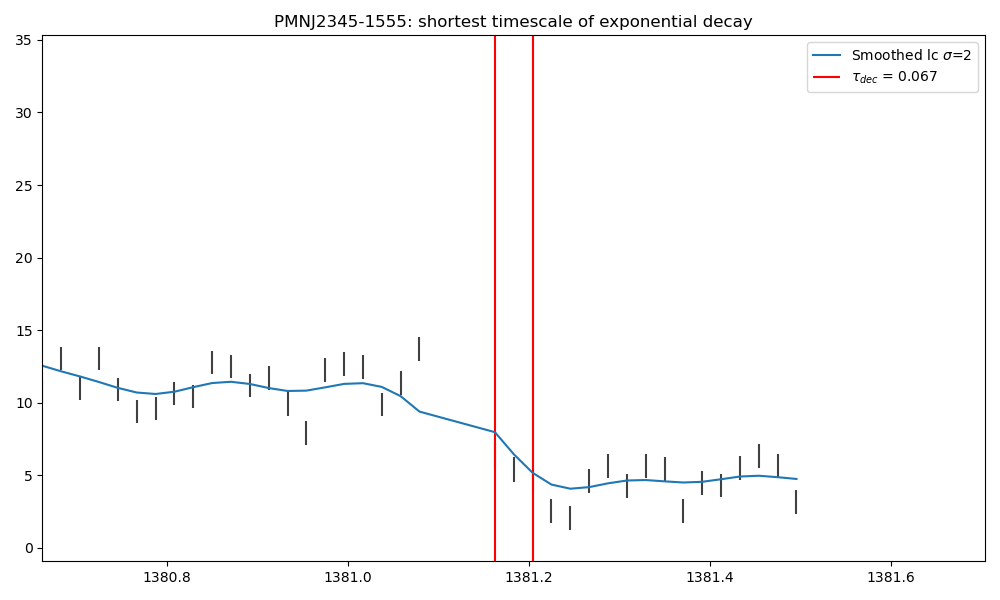 PMNJ2345-1555: shortest timescale of exponential decay
35
30
25
20
15
10
5
0
Smoothed lc σ=2
τ_dec = 0.067
1380.8 1381.0 1381.2 1381.4 1381.6